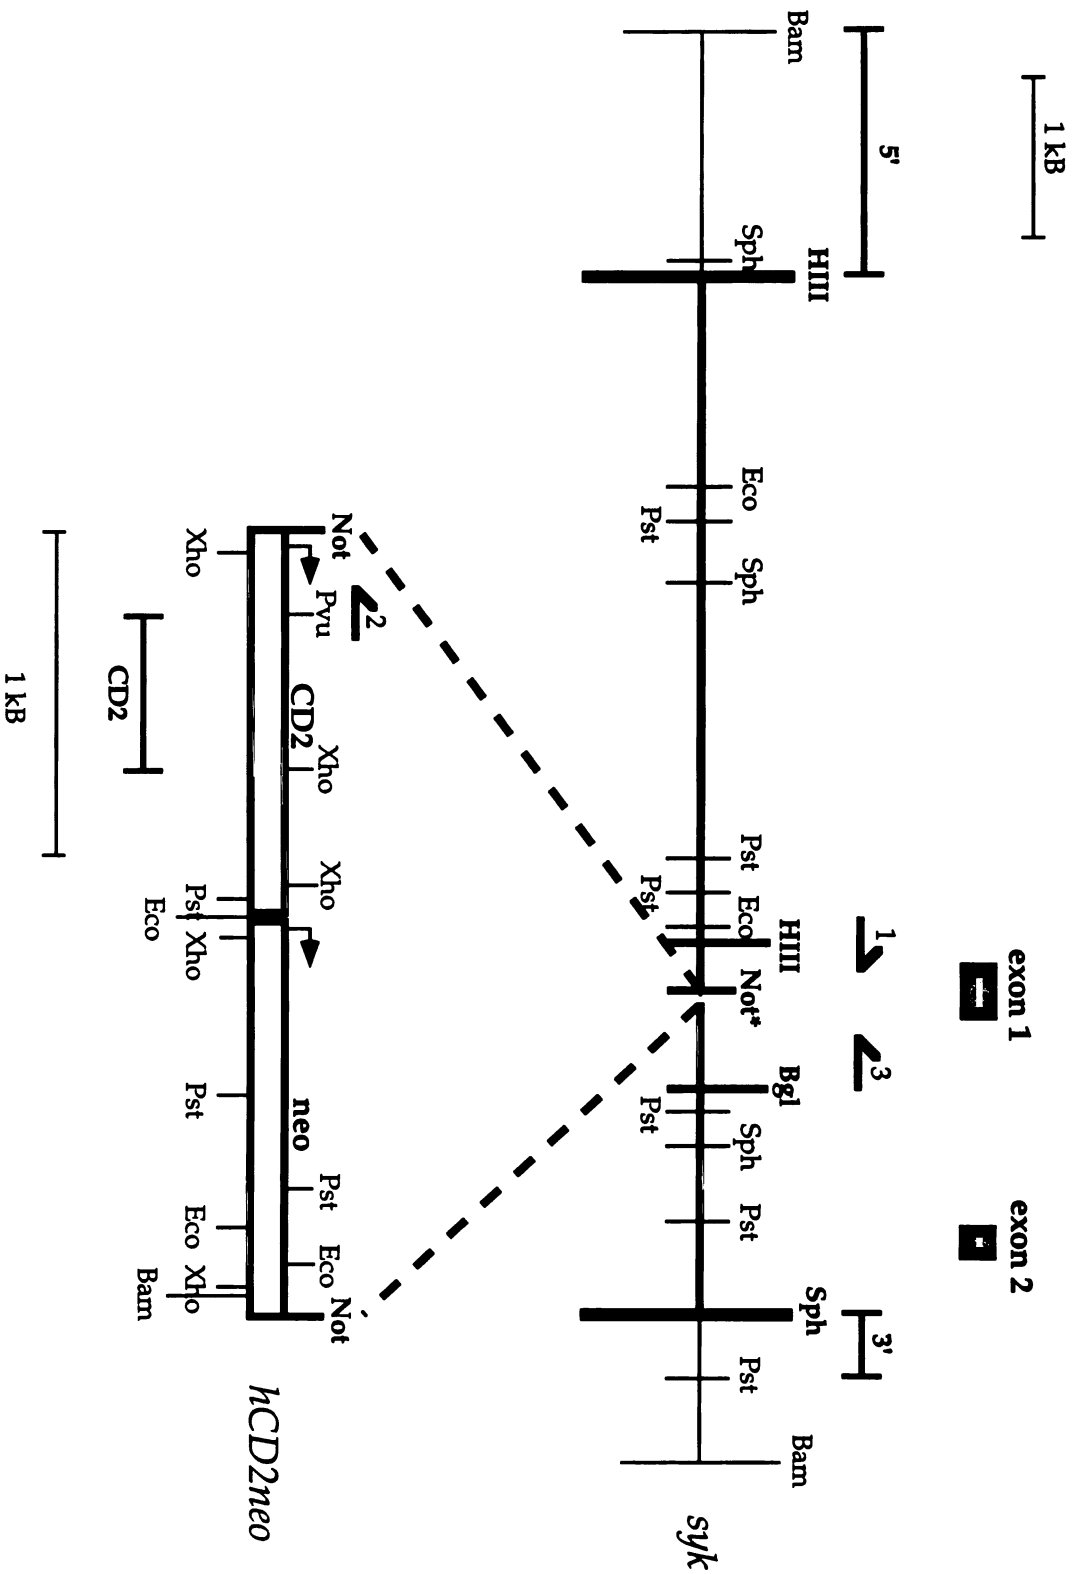 1 kB
exon 1
exon 2
5'
1
3
3'
Bam
HIII
HIII
Bgl
Sph
Bam
Sph
Eco
Sph
Pst
Eco
Not*
Sph
Pst
Pst
Pst
Pst
Pst
syk
2
Not
Pvu
Xho
Xho
Pst
Eco
Not
CD2
neo
hCD2neo
Xho
Pst
Xho
Pst
Eco
Xho
Eco
Bam
CD2
1 kB